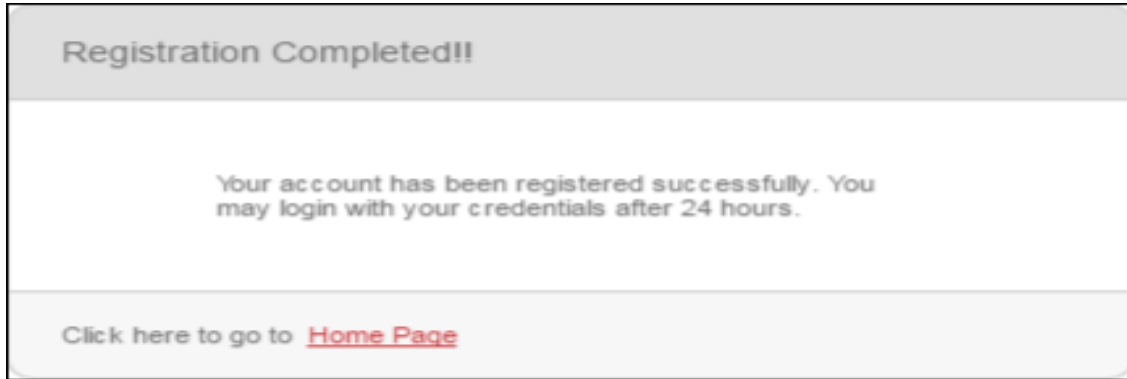 Registration Completed!!
Your account has been registered successfully. You
may login with your credentials after 24 hours.
Click here to go to Home Page